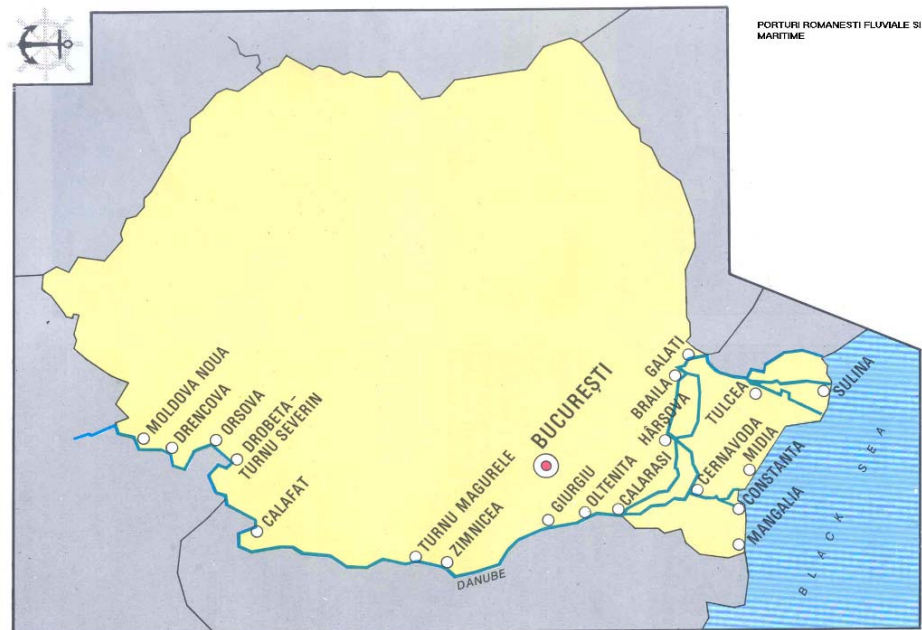 PORTURI ROMANESTI FLUVIALE SI
MARITIME
MOLDOVA NOUA
DRENCOVA
ORSOVA
DROBETA-
TURNU SEVERIN
CALAFAT
TURNU MAGURELE
ZIMNICEA
BUCUREŞTI
GIURGIU
OLTENITA
CALARASI
HÂRSOVA
BRAILA
GALATI
TULCEA
SULINA
CERNAVODA
MIDIA
CONSTANTA
MANGALIA
DANUBE
BLACK SEA